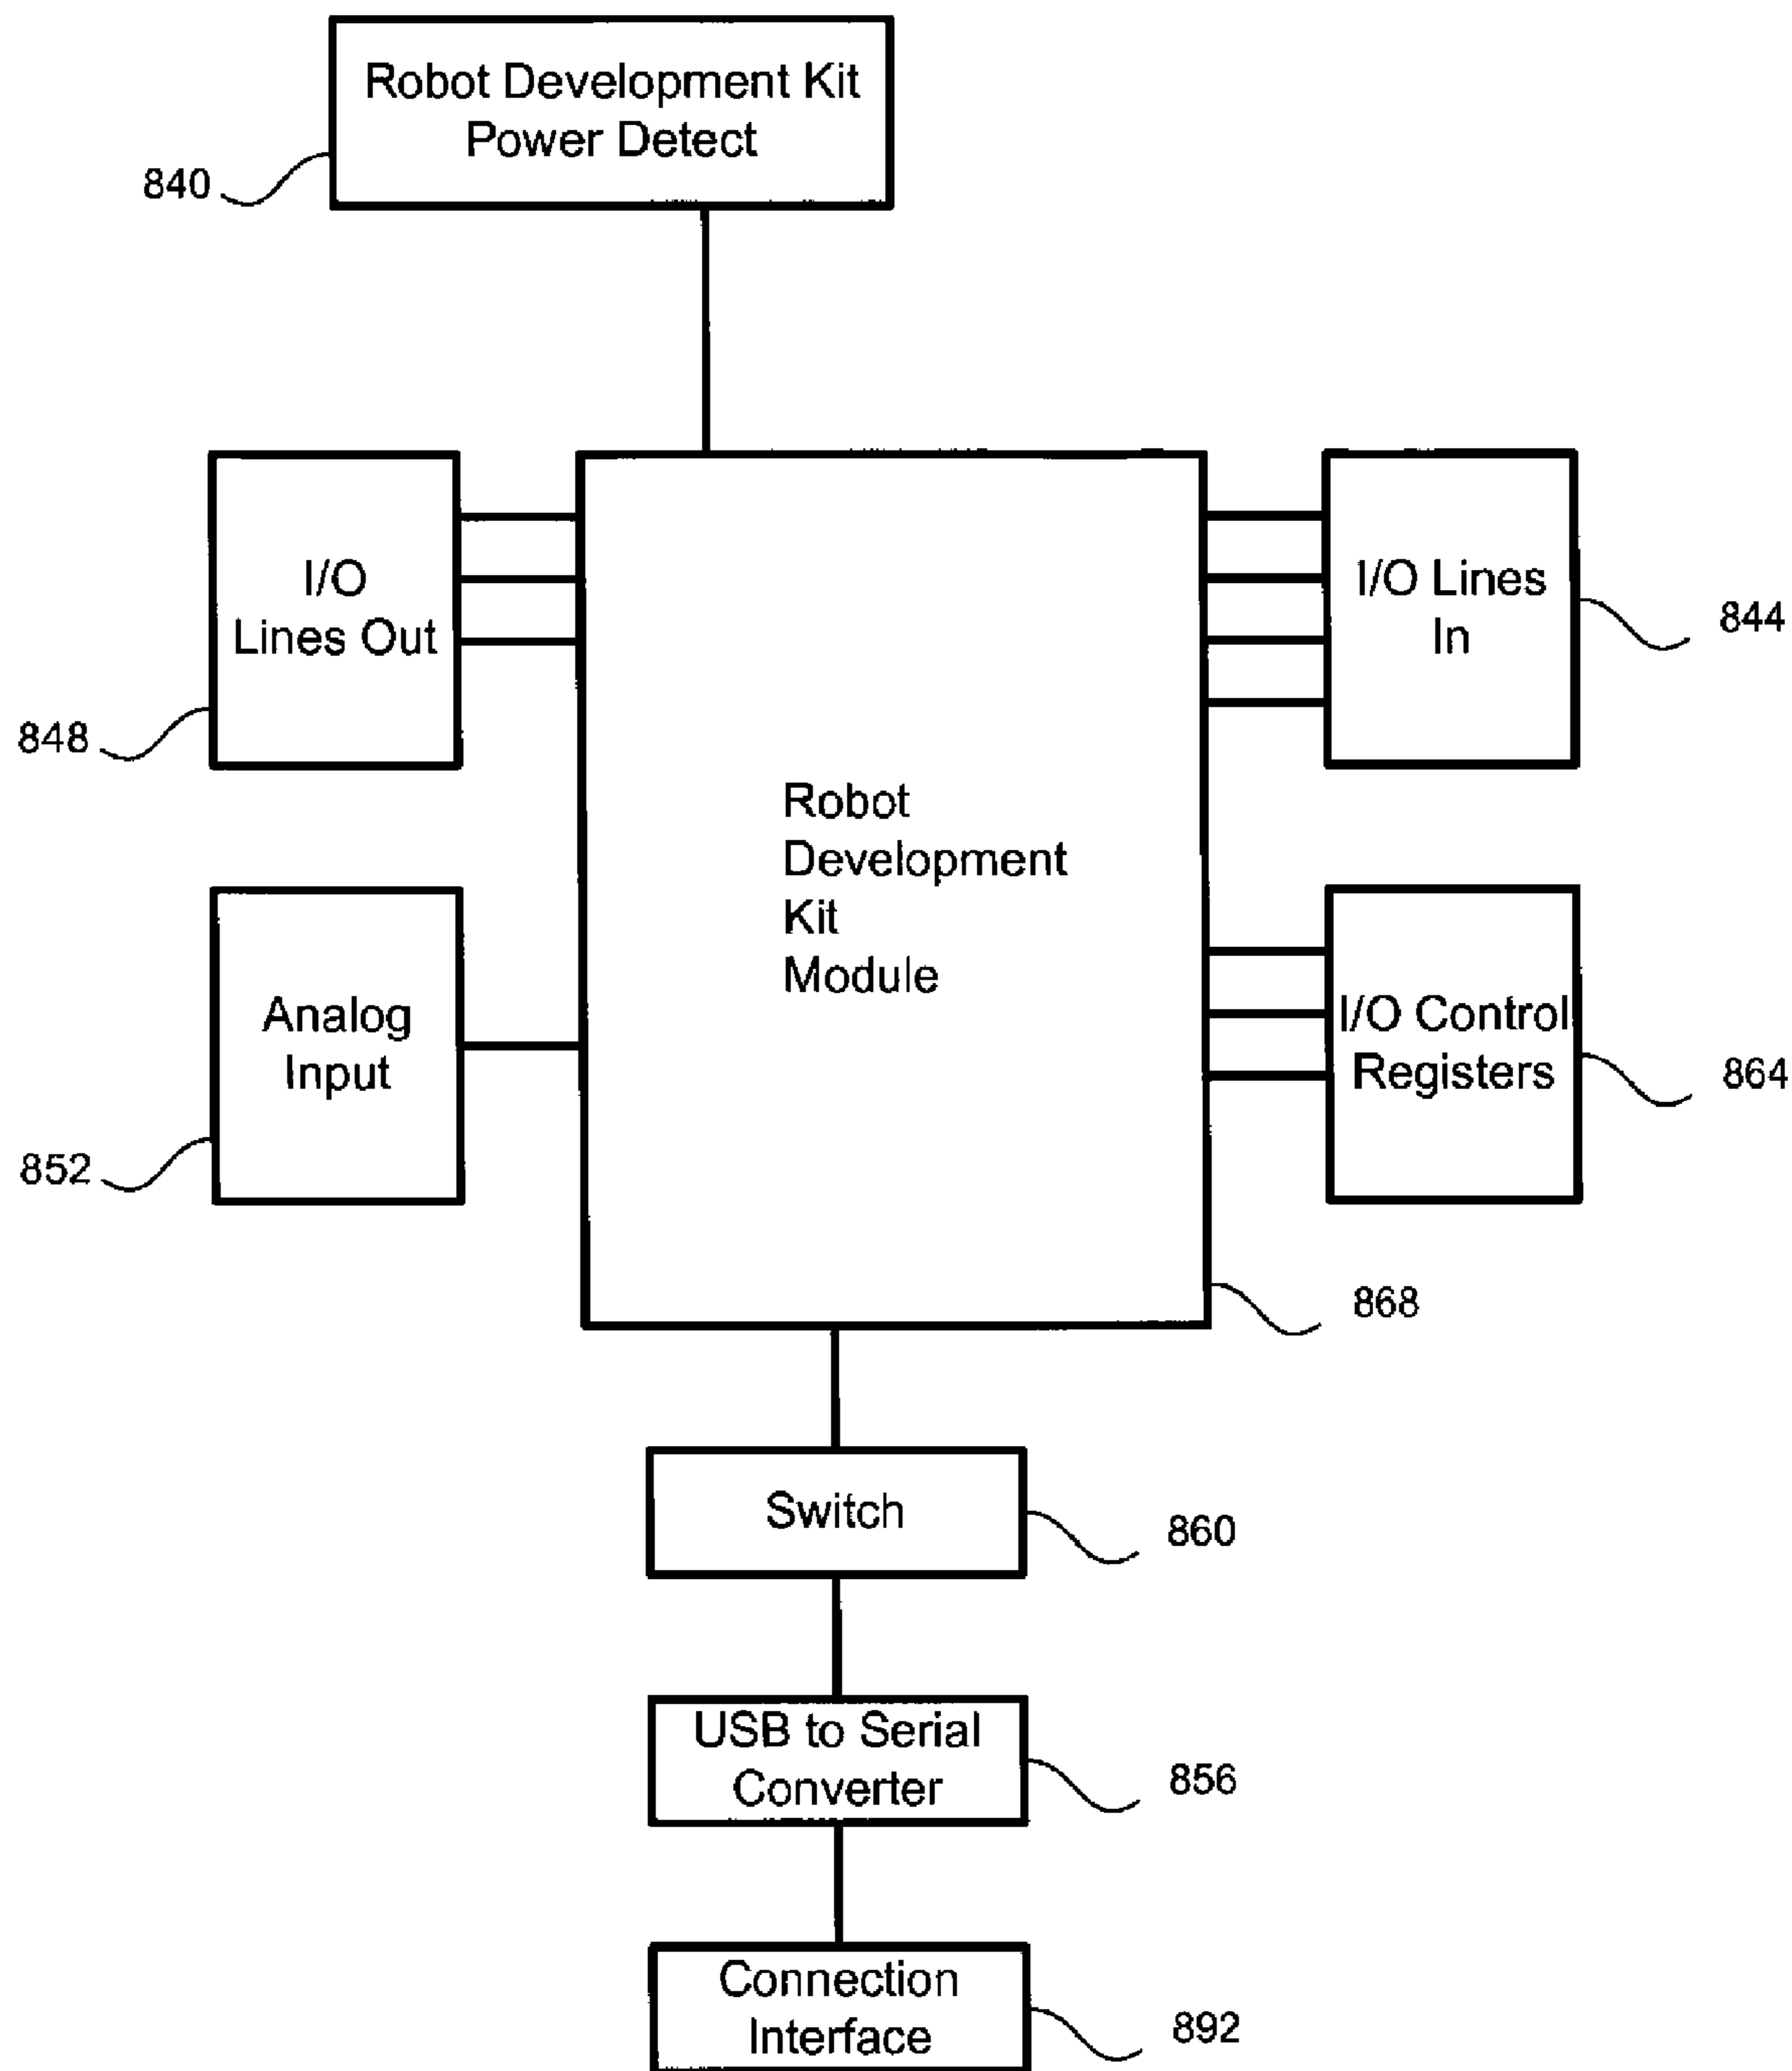 Robot Development Kit
Power Detect
840
I/O
Lines Out
848
I/O Lines
In
844
Robot
Development
Kit
Module
868
Analog
Input
852
I/O Control
Registers
864
Switch
860
USB to Serial
Converter
856
Connection
Interface
892